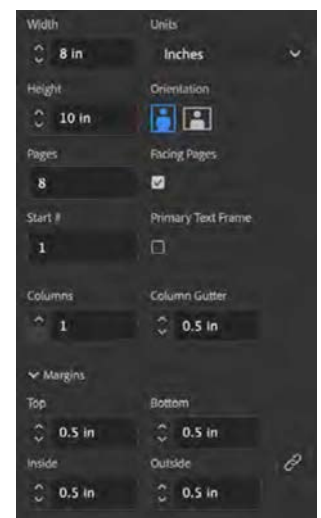 Width Units
8 in Inches
Height Orientation
10 in
Pages Facing Pages
8
Start # Primary Text Frame
1
Columns Column Gutter
1 0.5 in
Margins
Top Bottom
0.5 in 0.5 in
Inside Outside
0.5 in 0.5 in